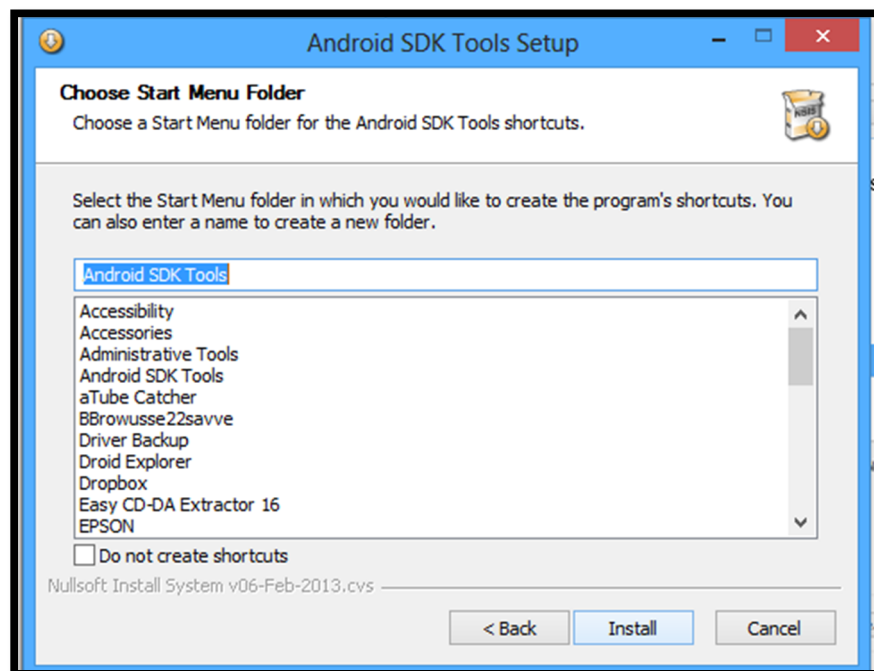 Android SDK Tools Setup
Choose Start Menu Folder
Choose a Start Menu folder for the Android SDK Tools shortcuts.
NSIS
Select the Start Menu folder in which you would like to create the program's shortcuts. You
can also enter a name to create a new folder.
Android SDK Tools
Accessibility
Accessories
Administrative Tools
Android SDK Tools
aTube Catcher
BBrowusse22savve
Driver Backup
Droid Explorer
Dropbox
Easy CD-DA Extractor 16
EPSON
Do not create shortcuts
Nullsoft Install System v06-Feb-2013.cvs
< Back
Install
Cancel